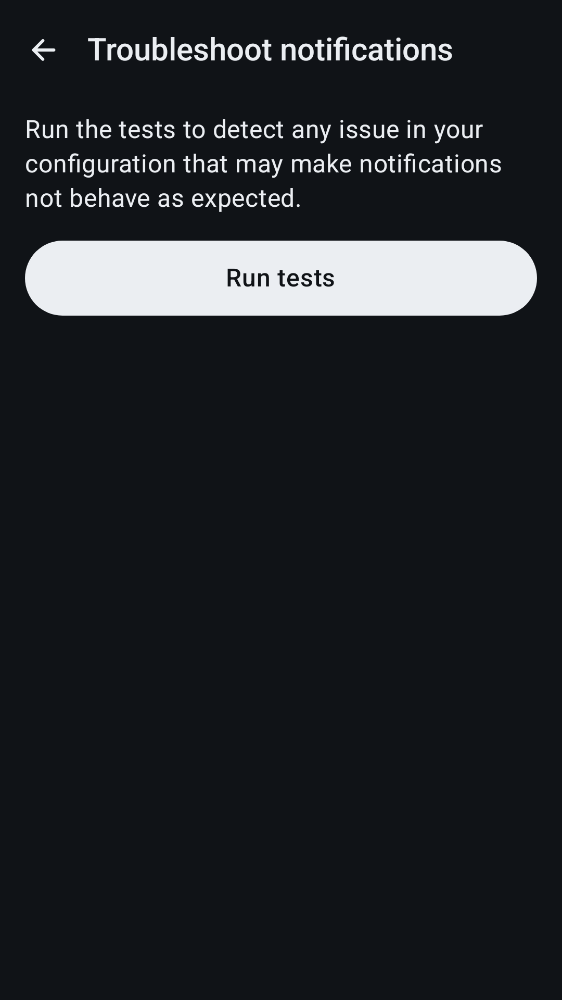 Troubleshoot notifications
Run the tests to detect any issue in your
configuration that may make notifications
not behave as expected.
Run tests